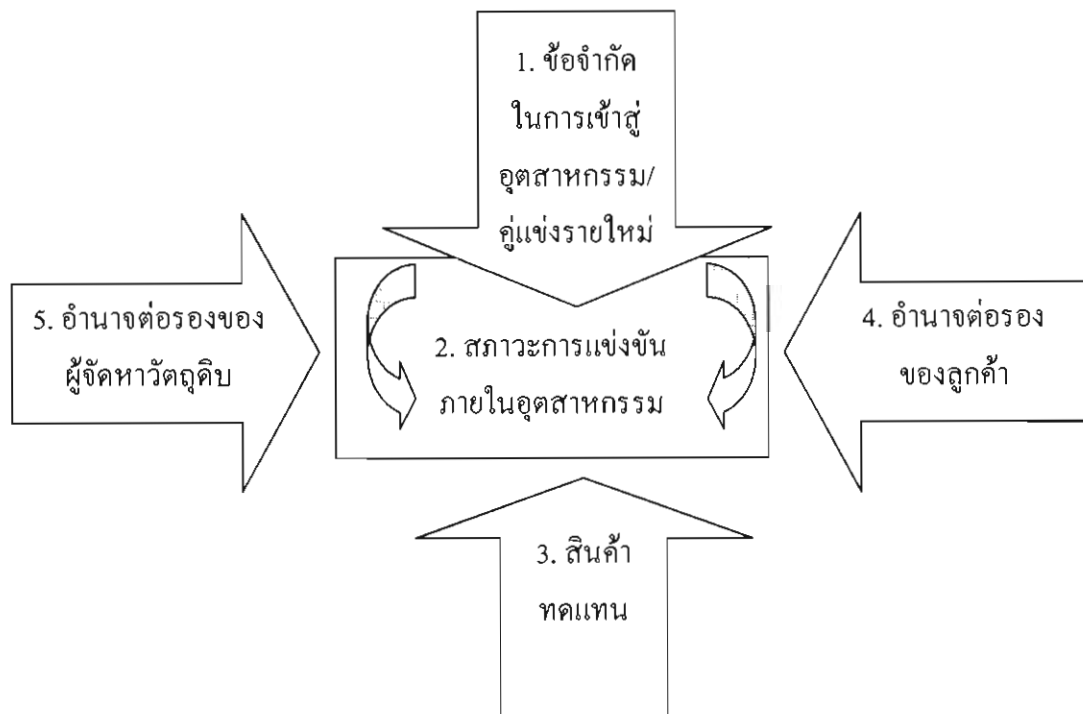 1. ข้อจำกัด
ในการเข้าสู่
อุตสาหกรรม/
คู่แข่งรายใหม่
5. อำนาจต่อรองของ
ผู้จัดหาวัตถุดิบ
2. สภาวะการแข่งขัน
ภายในอุตสาหกรรม
4. อำนาจต่อรอง
ของลูกค้า
3. สินค้า
ทดแทน